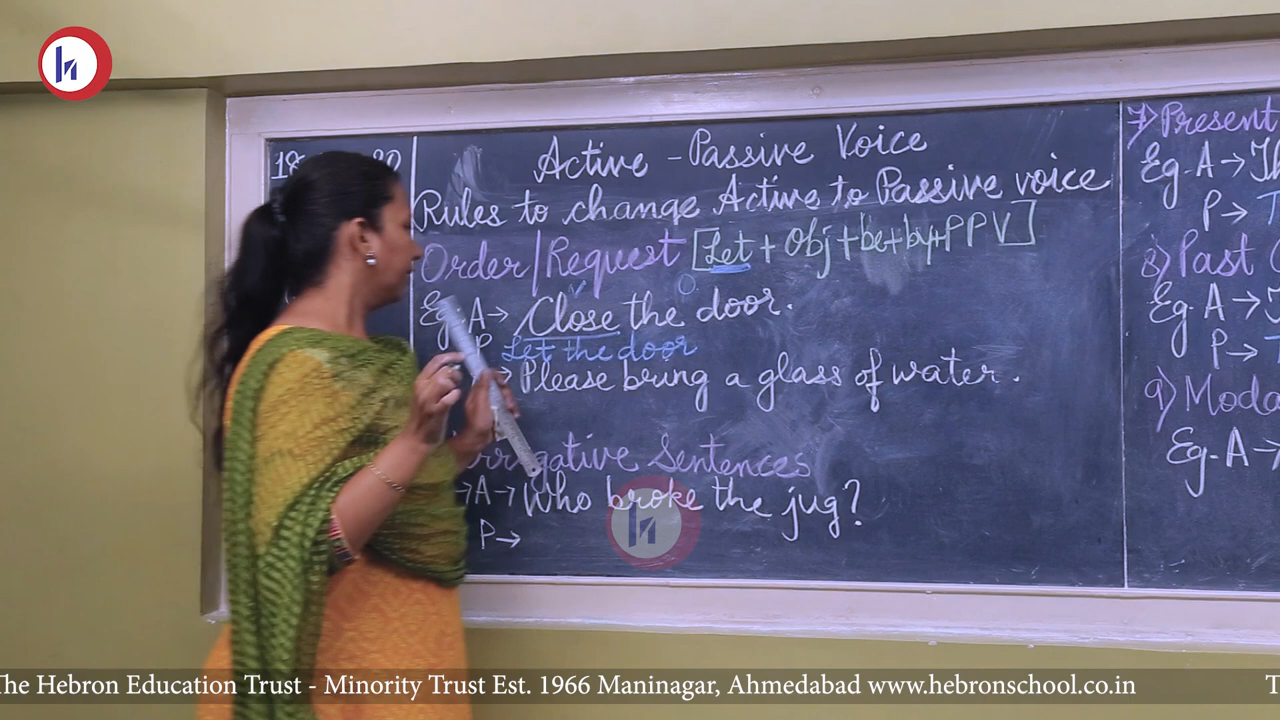 Active - Passive Voice
Rules to change Active to Passive voice
Order/Request [Let + Obj + be + by + PPV]
Eg. A → Close the door.
P Let the door
→ Please bring a glass of water.
Sentences
→ A → Who broke the jug?
P →
7) Present
Eg. A →
P →
8) Past
Eg. A →
P →
9)
Eg. A →
The Hebron Education Trust - Minority Trust Est. 1966 Maninagar, Ahmedabad www.hebronschool.co.in